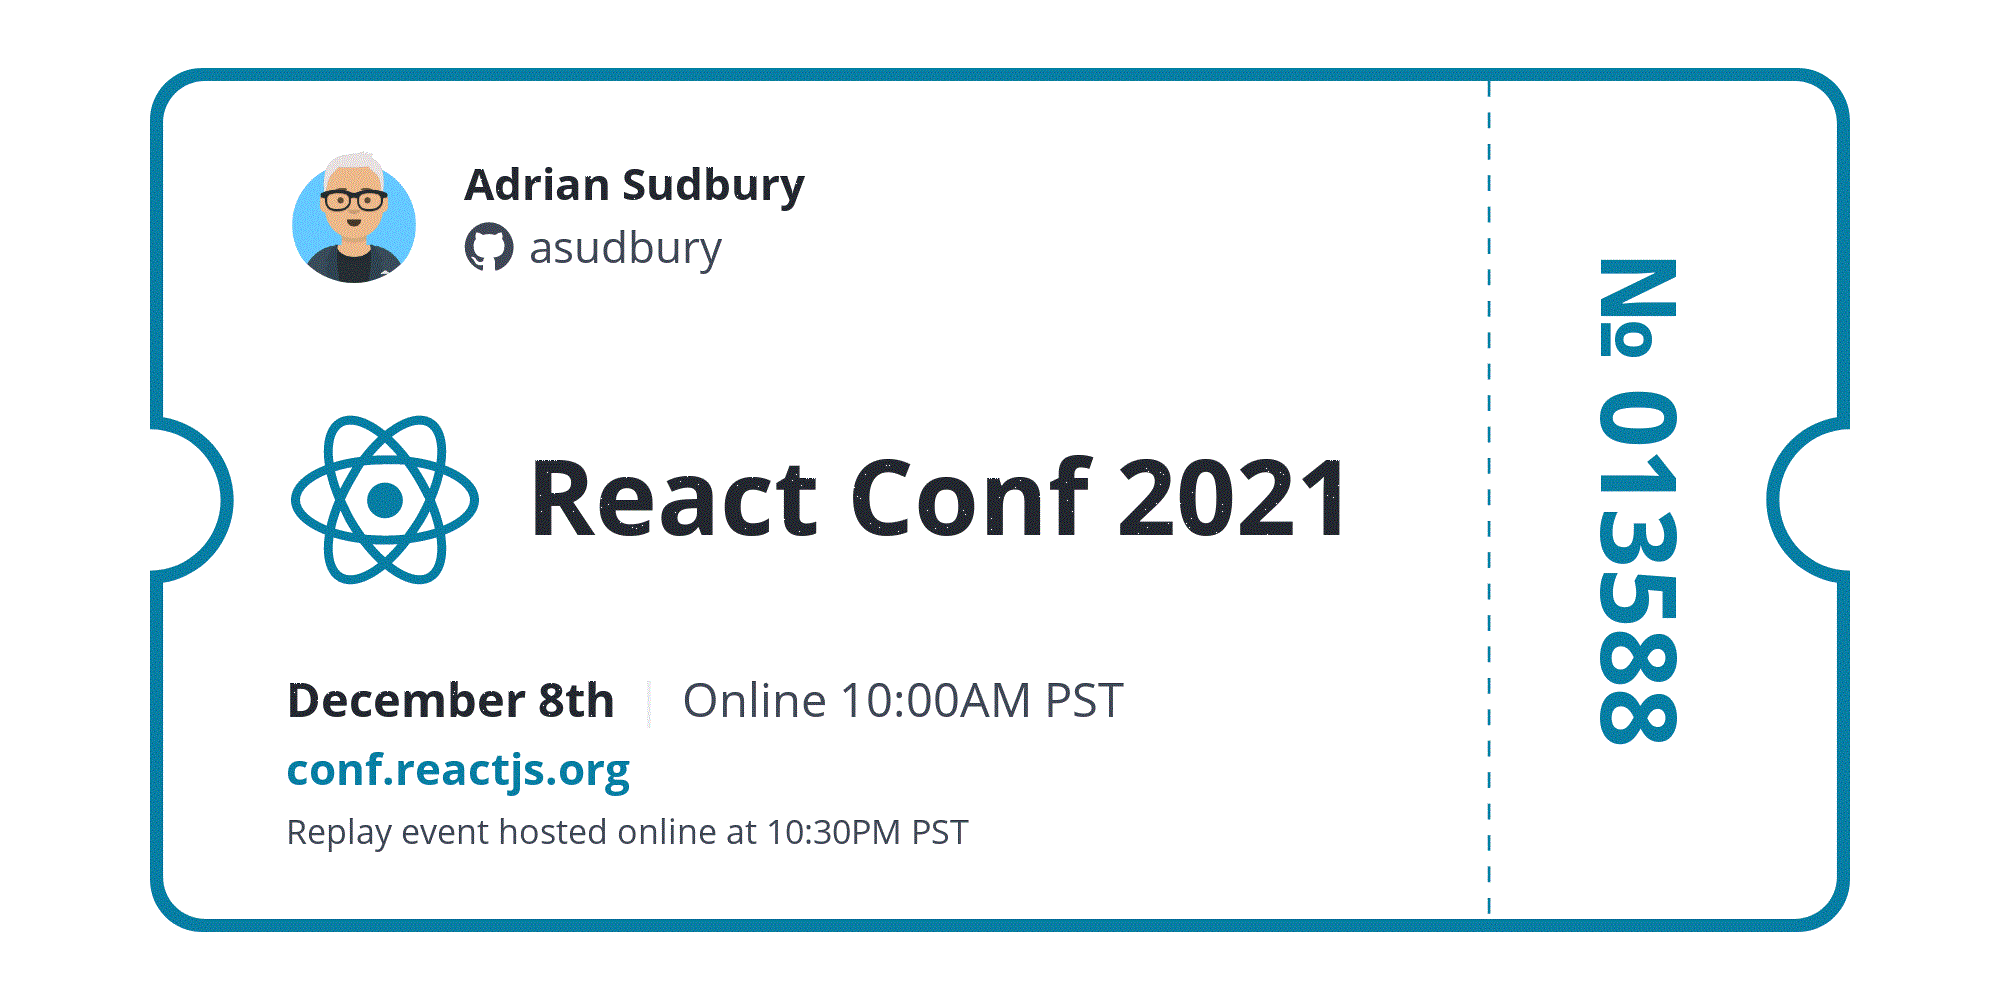 Adrian Sudbury
asudbury
React Conf 2021
December 8th | Online 10:00AM PST
conf.reactjs.org
Replay event hosted online at 10:30PM PST
№ 013588